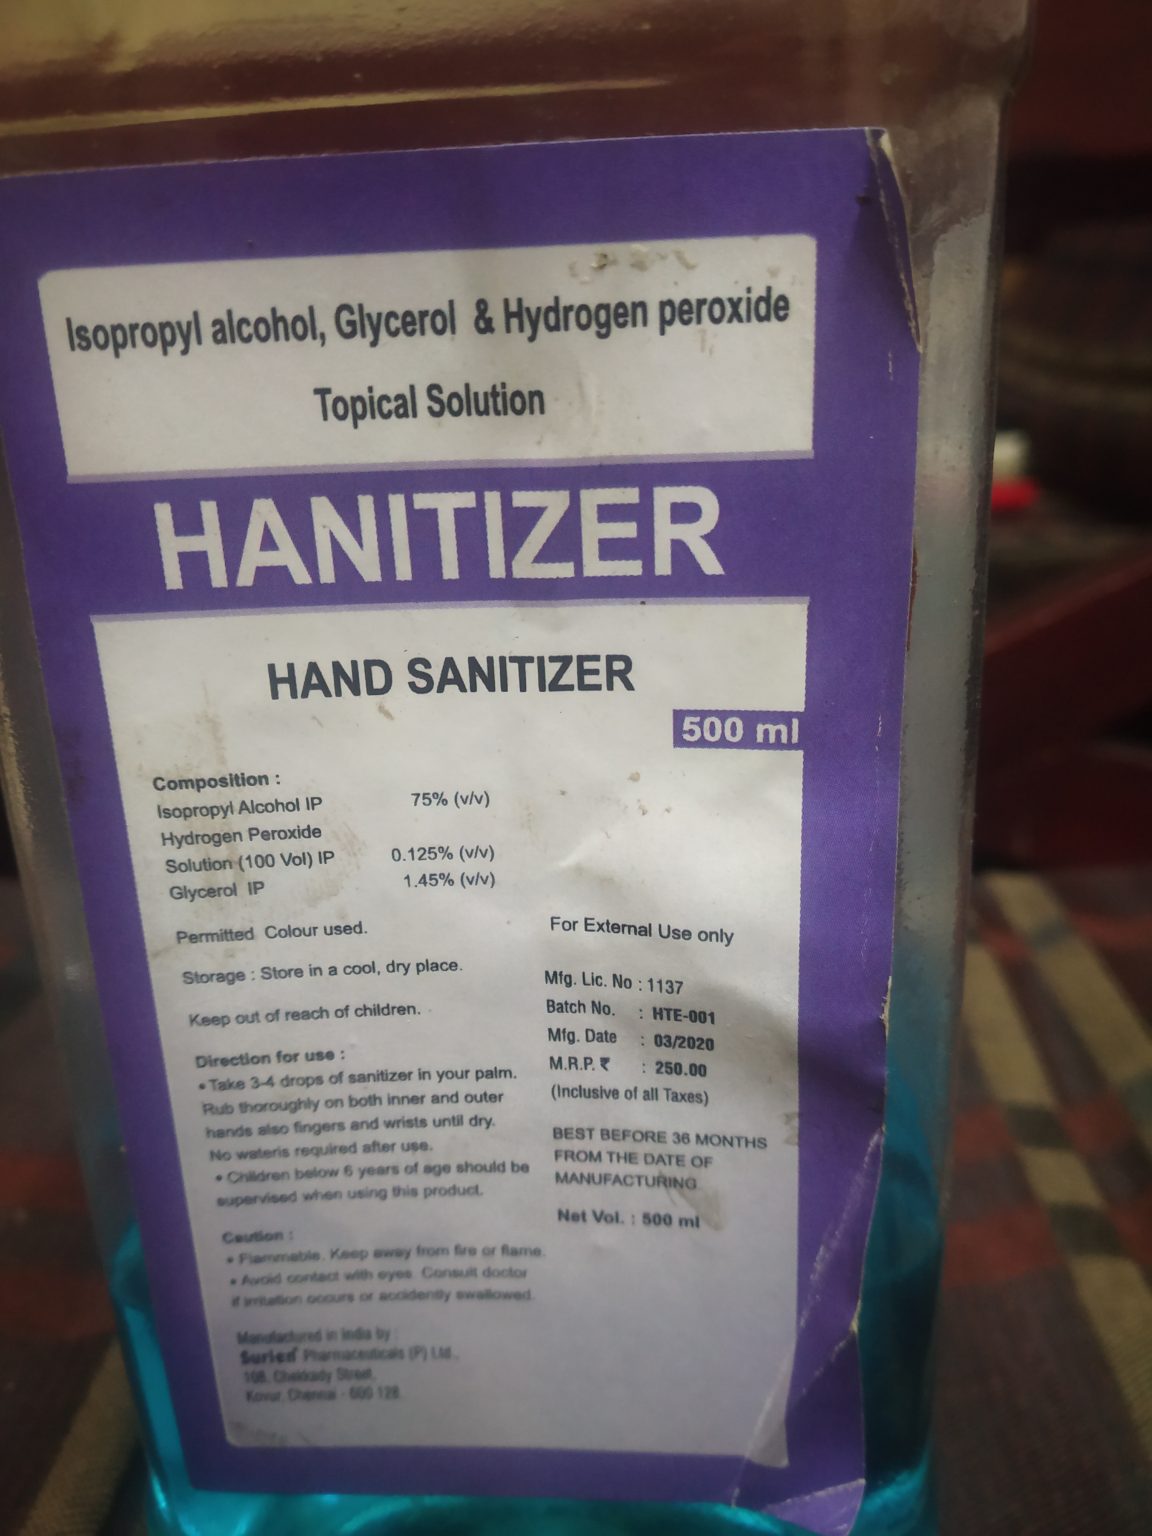 Isopropyl alcohol, Glycerol & Hydrogen peroxide
Topical Solution
HANITIZER
HAND SANITIZER
500 ml
Composition :
Isopropyl Alcohol IP 75% (v/v)
Hydrogen Peroxide
Solution (100 Vol) IP 0.125% (v/v)
Glycerol IP 1.45% (v/v)
Permitted Colour used.
Storage : Store in a cool, dry place.
Keep out of reach of children.
Direction for use :
• Take 3-4 drops of sanitizer in your palm.
Rub thoroughly on both inner and outer
hands also fingers and wrists until dry.
No wateris required after use.
• Children below 6 years of age should be
supervised when using this product.
Caution :
• Flammable. Keep away from fire or flame.
• Avoid contact with eyes. Consult doctor
if irritation occurs or accidently swallowed.
Manufactured in India by :
Pharmaceuticals (P) Ltd.,
108, Street,
Kovur, Chennai - 600 128.
For External Use only
Mfg. Lic. No : 1137
Batch No. : HTE-001
Mfg. Date : 03/2020
M.R.P. ₹ : 250.00
(Inclusive of all Taxes)
BEST BEFORE 36 MONTHS
FROM THE DATE OF
MANUFACTURING
Net Vol. : 500 ml